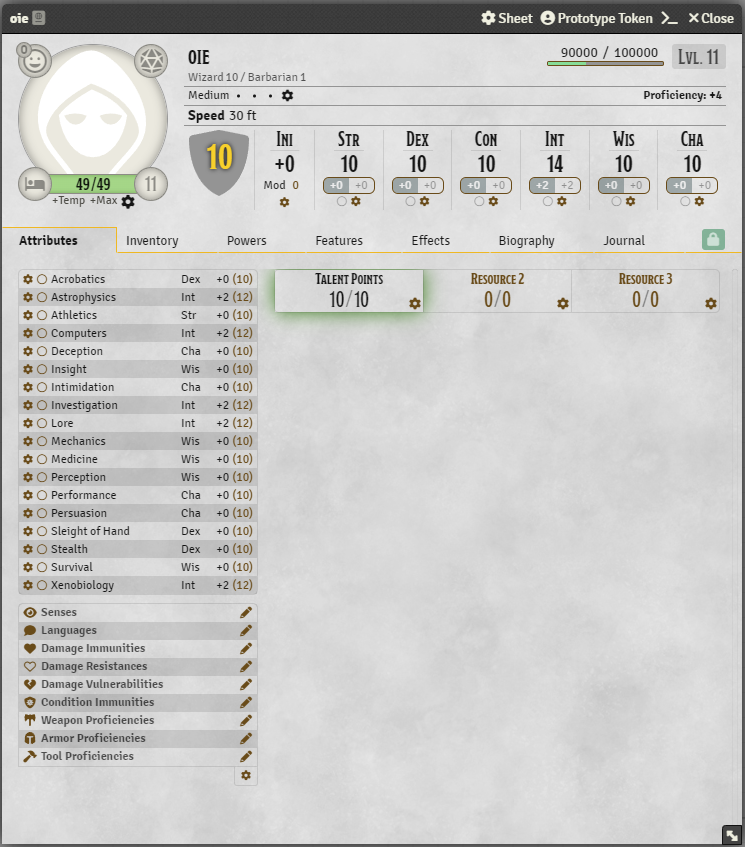 oie Sheet Prototype Token Close
0
OIE 90000 / 100000 Lvl. 11
Wizard 10 / Barbarian 1
Medium • • • Proficiency: +4
Speed 30 ft
10
Ini Str Dex Con Int Wis Cha
+0 10 10 10 14 10 10
Mod 0 +0 +0 +0 +0 +0 +0 +2 +2 +0 +0 +0 +0
49/49 11
+Temp +Max
Attributes Inventory Powers Features Effects Biography Journal
Acrobatics Dex +0 (10)
Astrophysics Int +2 (12)
Athletics Str +0 (10)
Computers Int +2 (12)
Deception Cha +0 (10)
Insight Wis +0 (10)
Intimidation Cha +0 (10)
Investigation Int +2 (12)
Lore Int +2 (12)
Mechanics Wis +0 (10)
Medicine Wis +0 (10)
Perception Wis +0 (10)
Performance Cha +0 (10)
Persuasion Cha +0 (10)
Sleight of Hand Dex +0 (10)
Stealth Dex +0 (10)
Survival Wis +0 (10)
Xenobiology Int +2 (12)
Talent Points Resource 2 Resource 3
10/10 0/0 0/0
Senses
Languages
Damage Immunities
Damage Resistances
Damage Vulnerabilities
Condition Immunities
Weapon Proficiencies
Armor Proficiencies
Tool Proficiencies